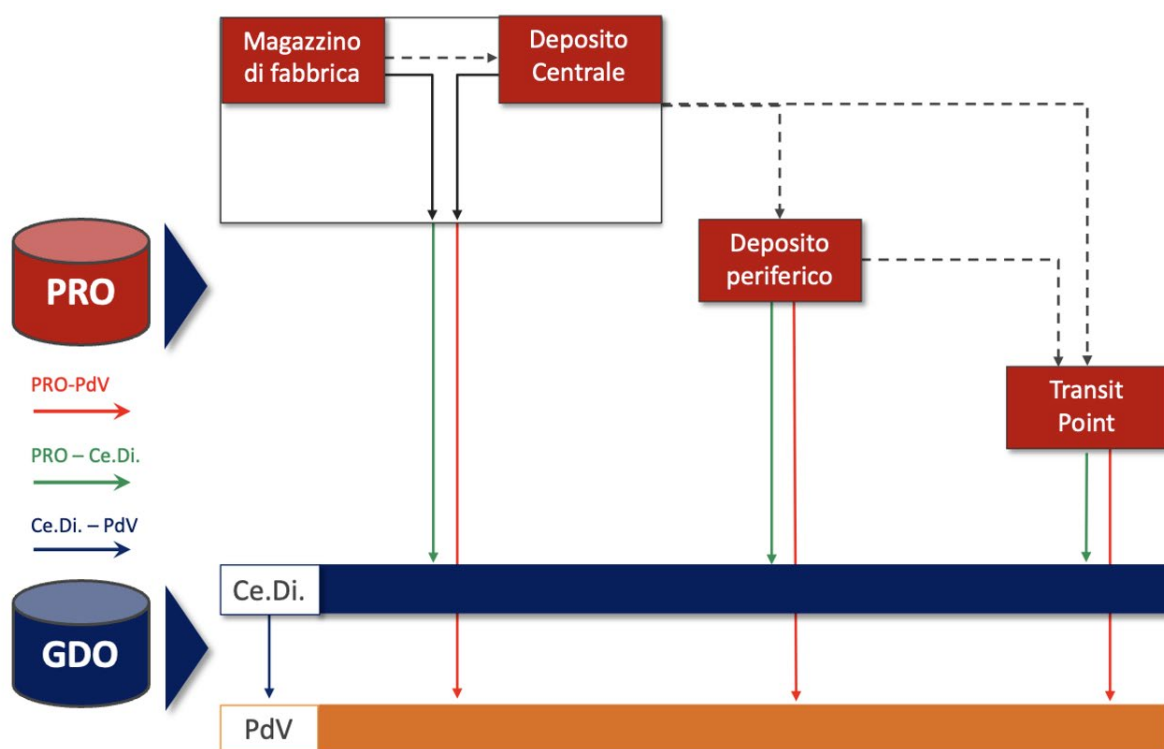 Magazzino
di fabbrica
Deposito
Centrale
Deposito
periferico
PRO
Transit
Point
PRO-PdV
PRO – Ce.Di.
Ce.Di. – PdV
Ce.Di.
GDO
PdV